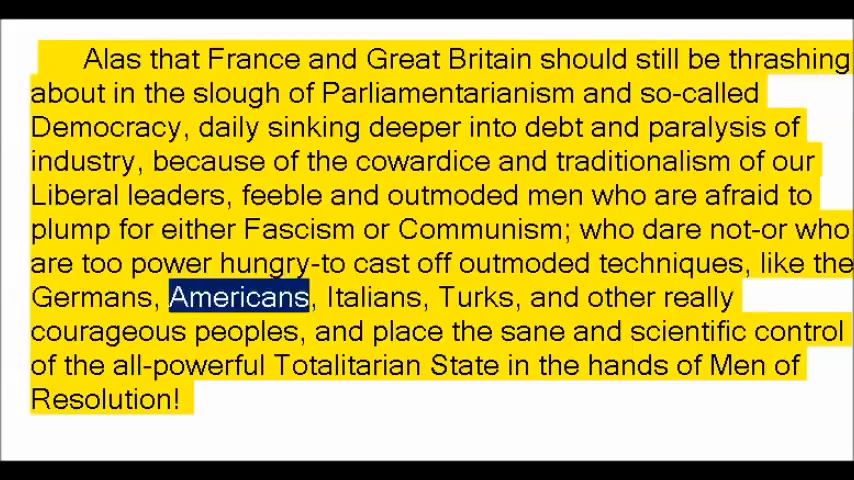 Alas that France and Great Britain should still be thrashing
about in the slough of Parliamentarianism and so-called
Democracy, daily sinking deeper into debt and paralysis of
industry, because of the cowardice and traditionalism of our
Liberal leaders, feeble and outmoded men who are afraid to
plump for either Fascism or Communism; who dare not-or who
are too power hungry-to cast off outmoded techniques, like the
Germans, Americans, Italians, Turks, and other really
courageous peoples, and place the sane and scientific control
of the all-powerful Totalitarian State in the hands of Men of
Resolution!